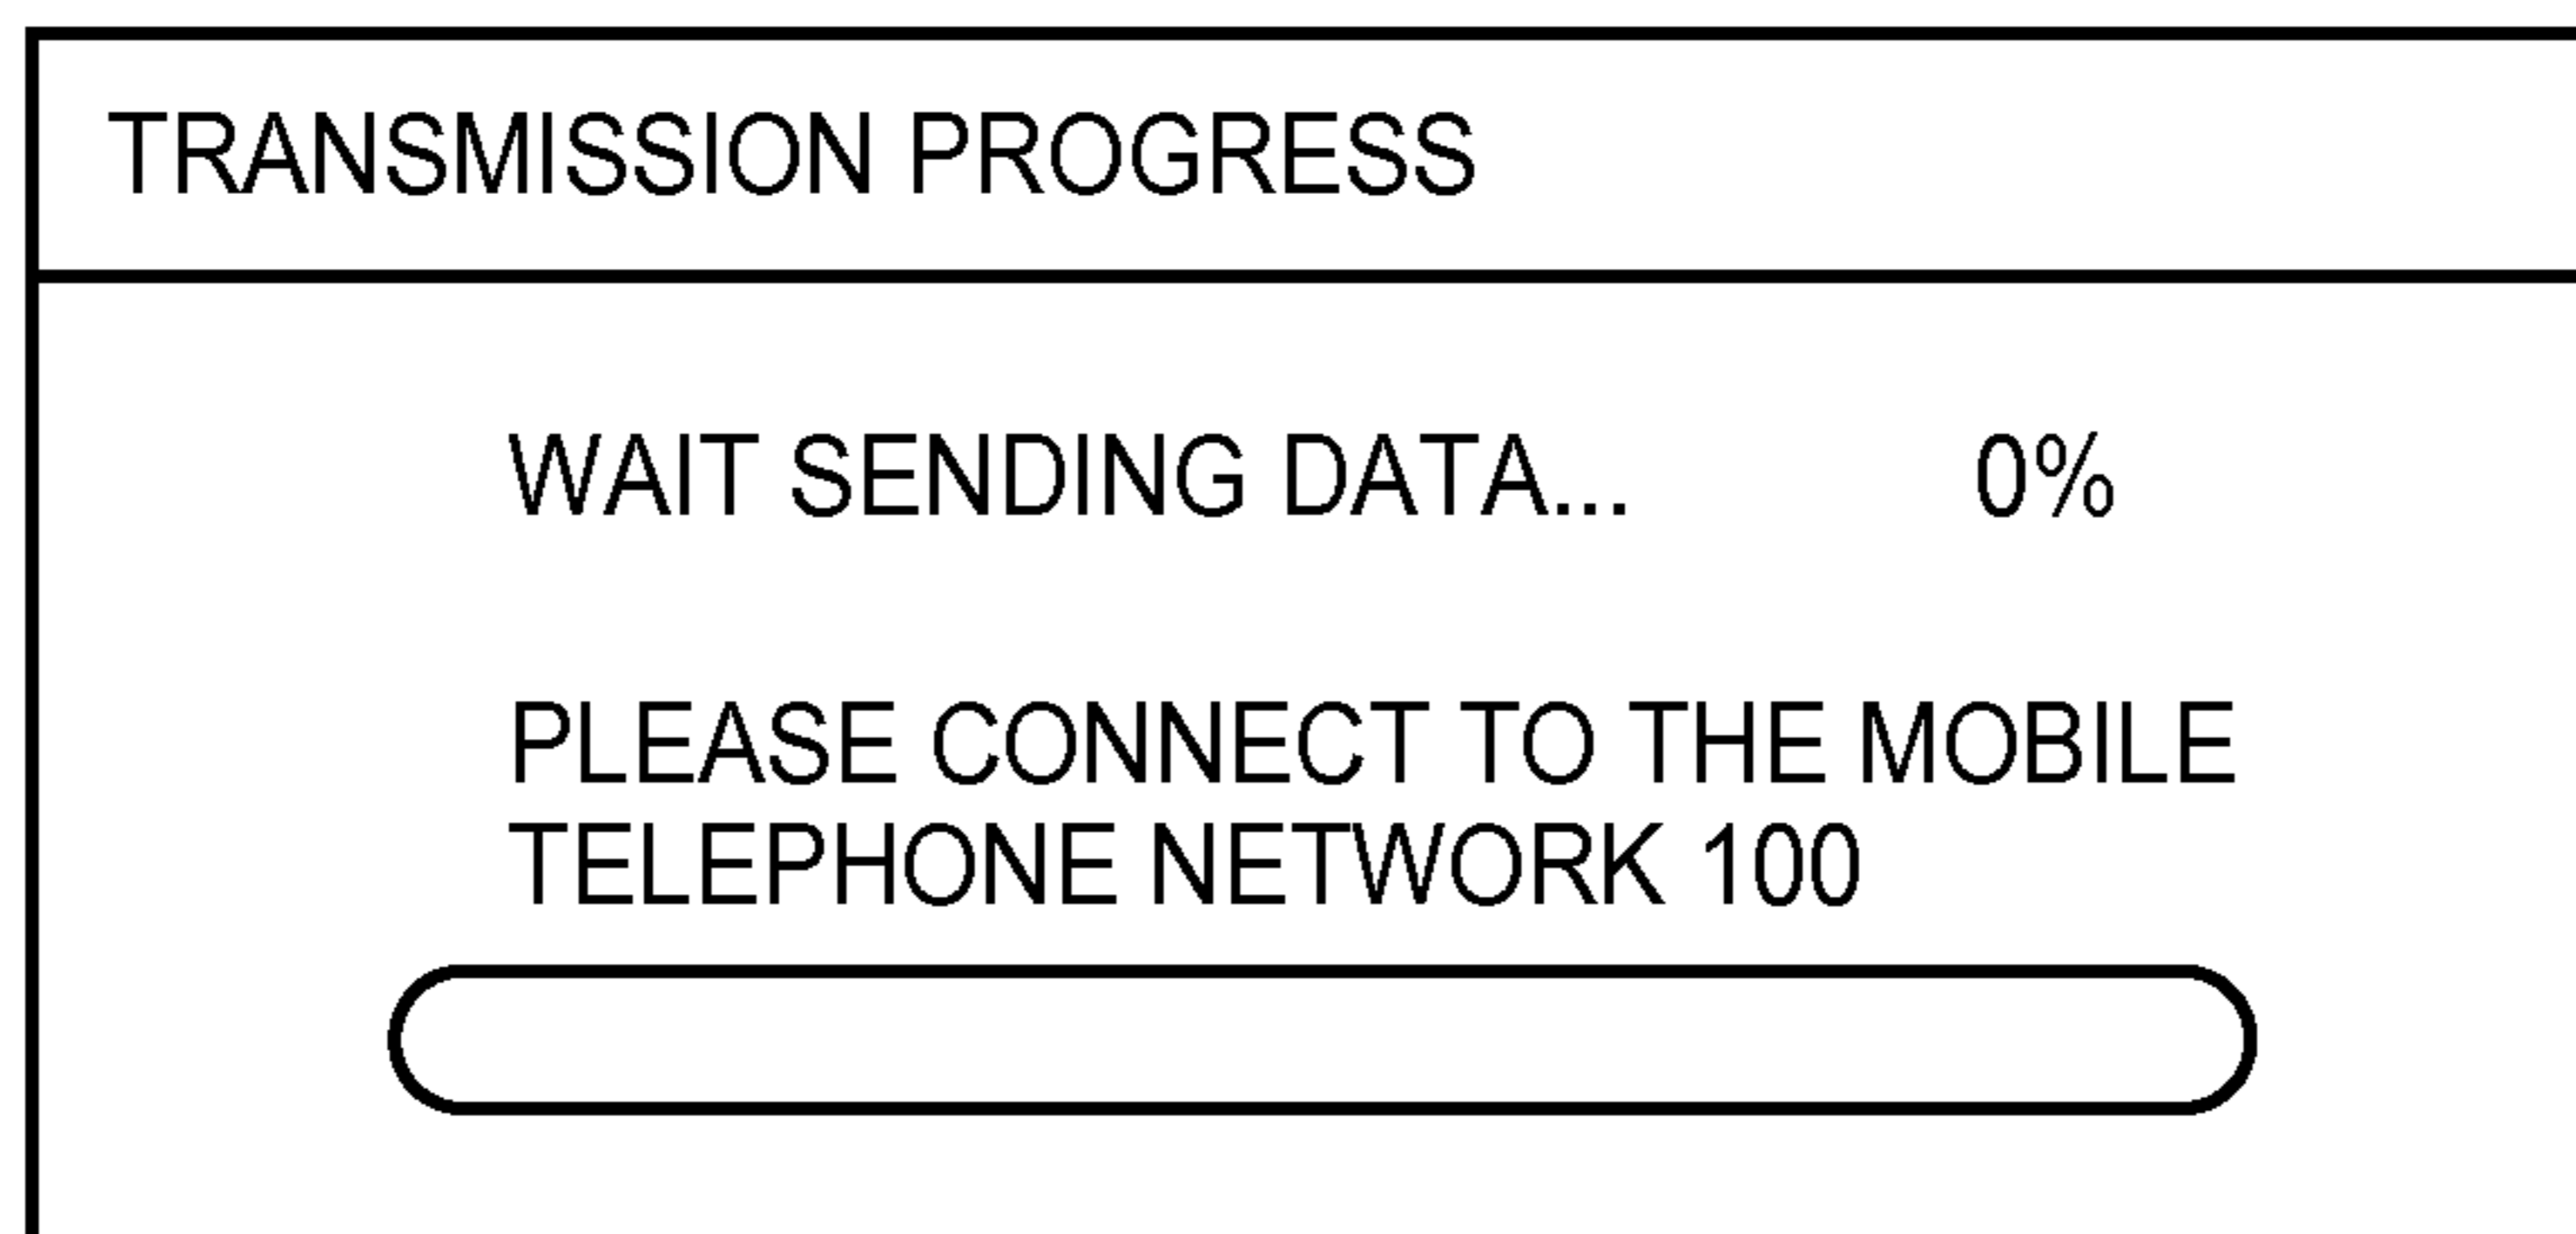 TRANSMISSION PROGRESS
WAIT SENDING DATA... 0%
PLEASE CONNECT TO THE MOBILE
TELEPHONE NETWORK 100